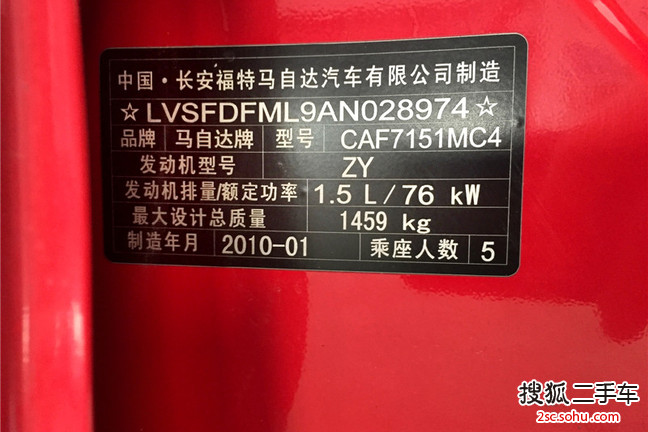 中国·长安福特马自达汽车有限公司制造
☆LVSFDFML9AN028974☆
品牌 马自达牌 型号 CAF7151MC4
发动机型号 ZY
发动机排量/额定功率 1.5 L/76 kW
最大设计总质量 1459 kg
制造年月 2010-01 乘座人数 5
搜狐二手车
2sc.sohu.com